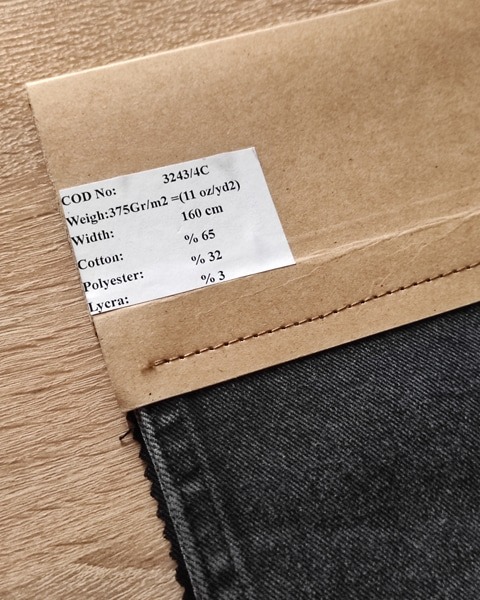 COD No: 3243/4C
Weigh:375Gr/m2 =(11 oz/yd2)
Width: 160 cm
Cotton: % 65
Polyester: % 32
Lycra: % 3